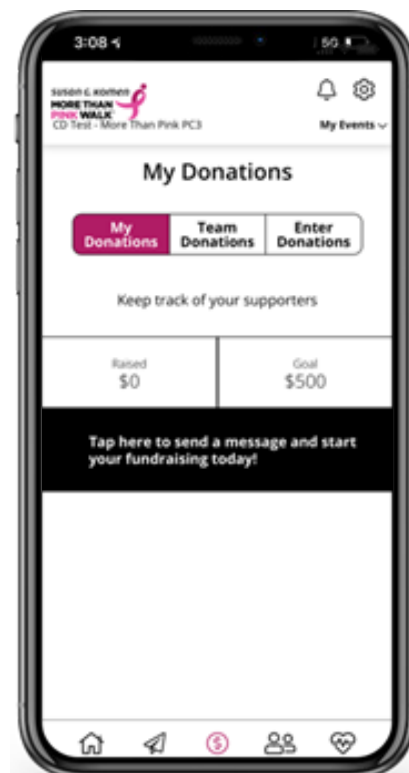 3:08
5G
susan g. komen
MORE THAN
PINK WALK
CD Test - More Than Pink PC3
My Events
My Donations
My Donations
Team Donations
Enter Donations
Keep track of your supporters
Raised
$0
Goal
$500
Tap here to send a message and start
your fundraising today!